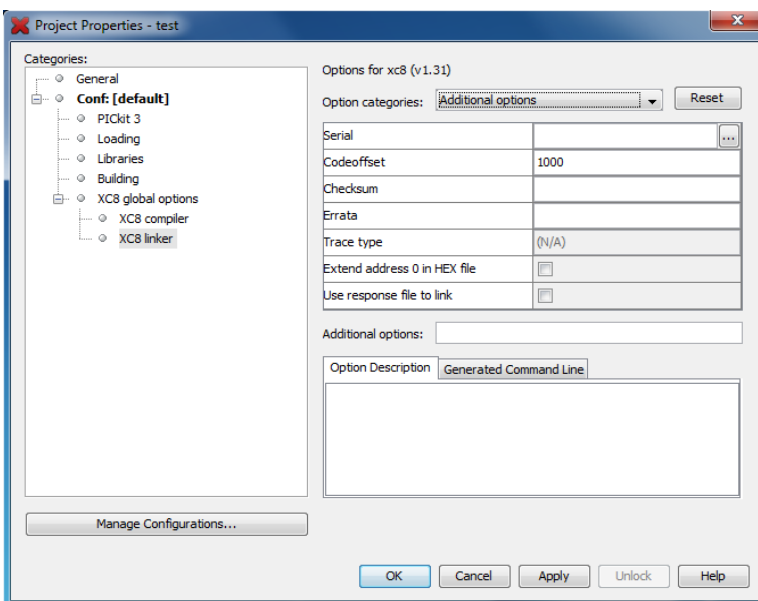 Project Properties - test
Categories:
General
Conf: [default]
PICkit 3
Loading
Libraries
Building
XC8 global options
XC8 compiler
XC8 linker
Manage Configurations...
Options for xc8 (v1.31)
Option categories: Additional options Reset
Serial ...
Codeoffset 1000
Checksum
Errata
Trace type (N/A)
Extend address 0 in HEX file
Use response file to link
Additional options:
Option Description Generated Command Line
OK Cancel Apply Unlock Help